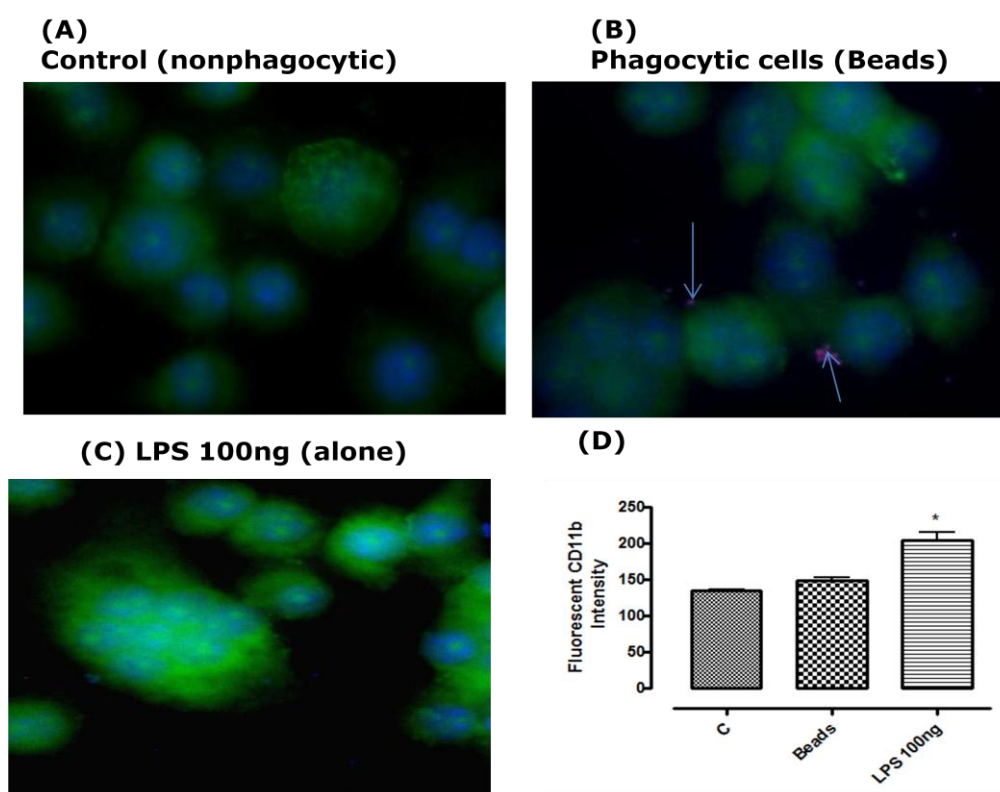 (A)
Control (nonphagocytic)
(B)
Phagocytic cells (Beads)
(C) LPS 100ng (alone)
(D)
Fluorescent CD11b
Intensity
250
200
150
100
50
0
*
C
Beads
LPS 100ng